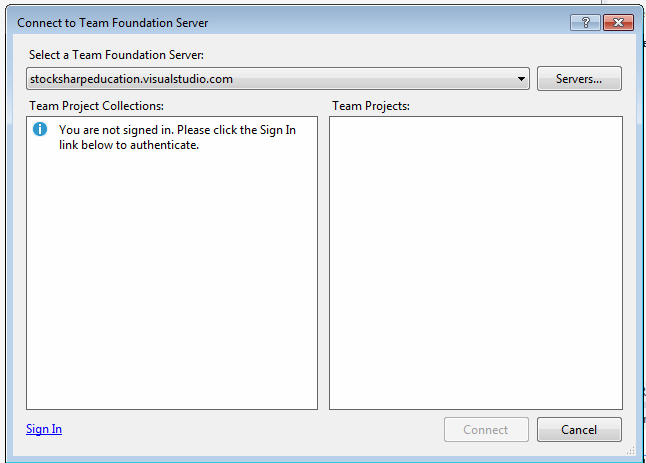 Connect to Team Foundation Server
Select a Team Foundation Server:
stocksharpeducation.visualstudio.com
Servers...
Team Project Collections:
Team Projects:
You are not signed in. Please click the Sign In
link below to authenticate.
Sign In
Connect
Cancel